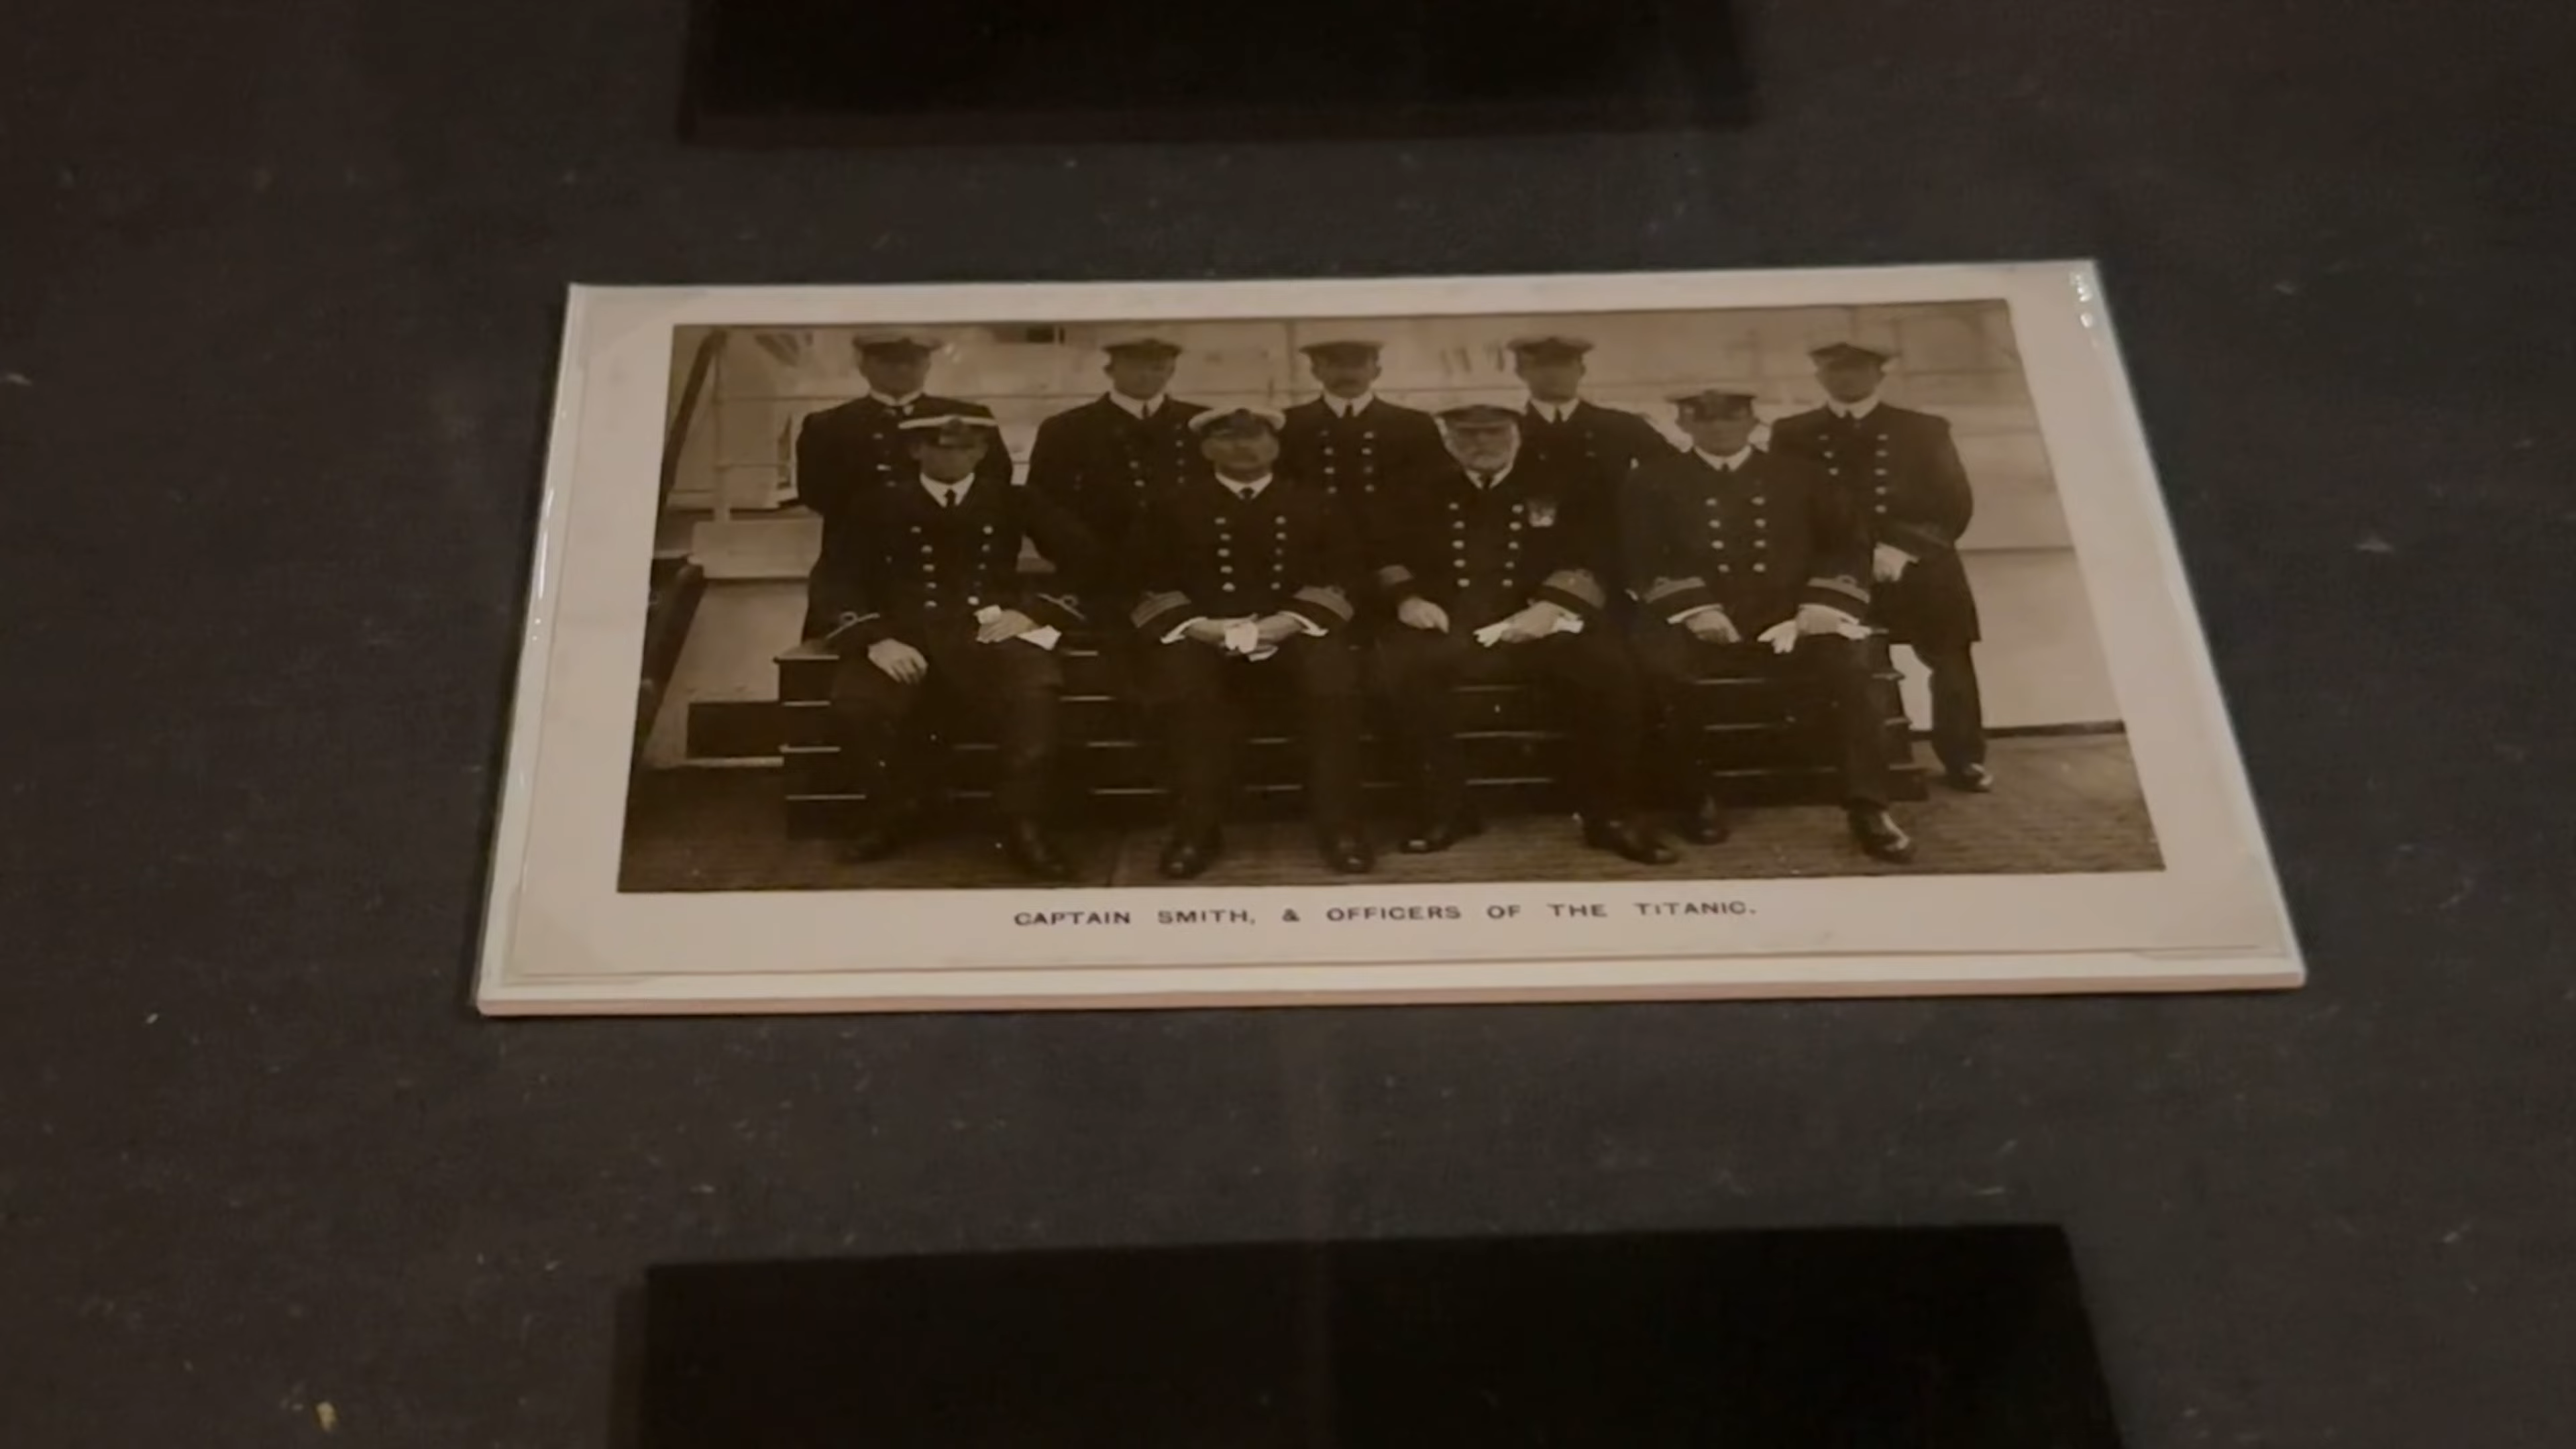 CAPTAIN SMITH, & OFFICERS OF THE TITANIC.